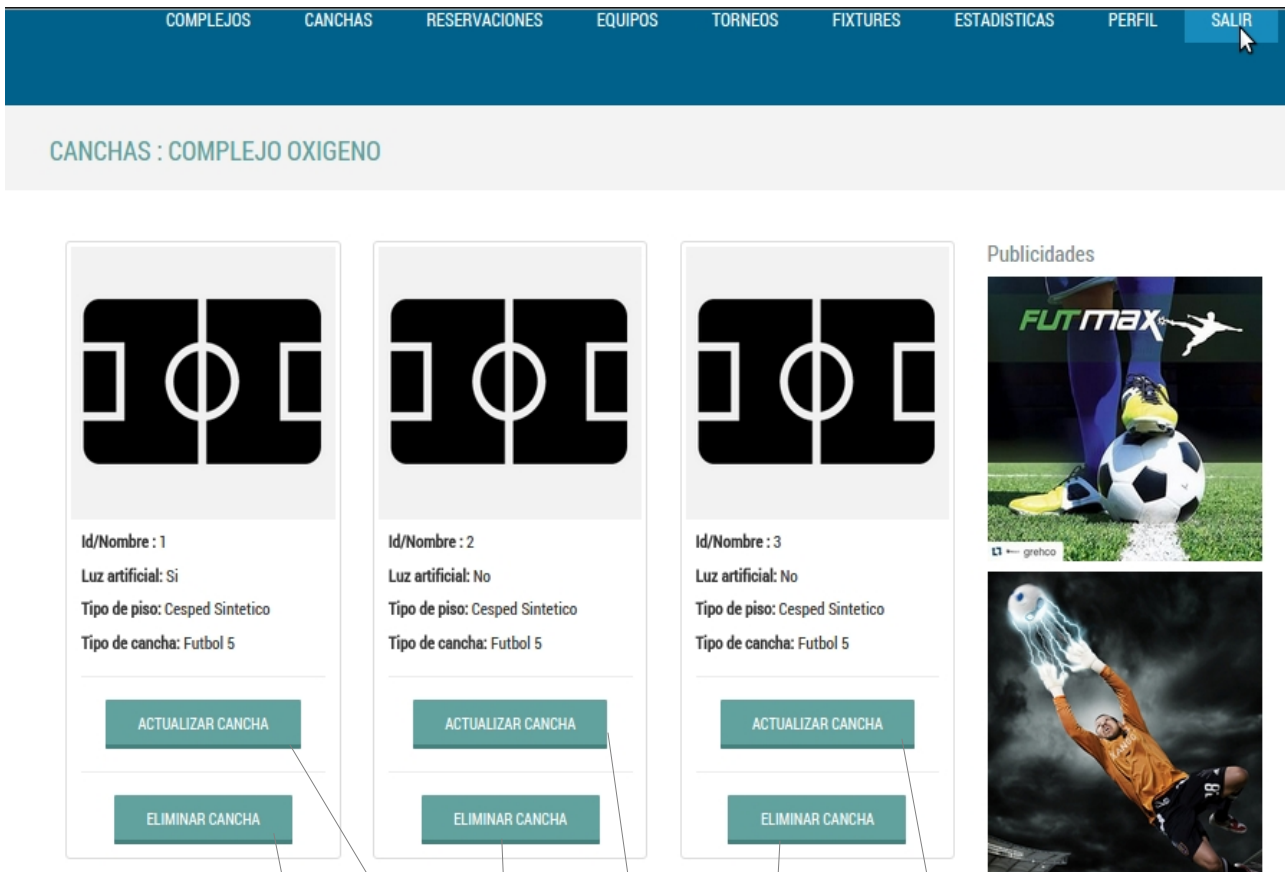 COMPLEJOS CANCHAS RESERVACIONES EQUIPOS TORNEOS FIXTURES ESTADISTICAS PERFIL SALIR
CANCHAS : COMPLEJO OXIGENO
Id/Nombre : 1
Luz artificial: Si
Tipo de piso: Cesped Sintetico
Tipo de cancha: Futbol 5
ACTUALIZAR CANCHA
ELIMINAR CANCHA
Id/Nombre : 2
Luz artificial: No
Tipo de piso: Cesped Sintetico
Tipo de cancha: Futbol 5
ACTUALIZAR CANCHA
ELIMINAR CANCHA
Id/Nombre : 3
Luz artificial: No
Tipo de piso: Cesped Sintetico
Tipo de cancha: Futbol 5
ACTUALIZAR CANCHA
ELIMINAR CANCHA
Publicidades
FUTmax
grehco
18